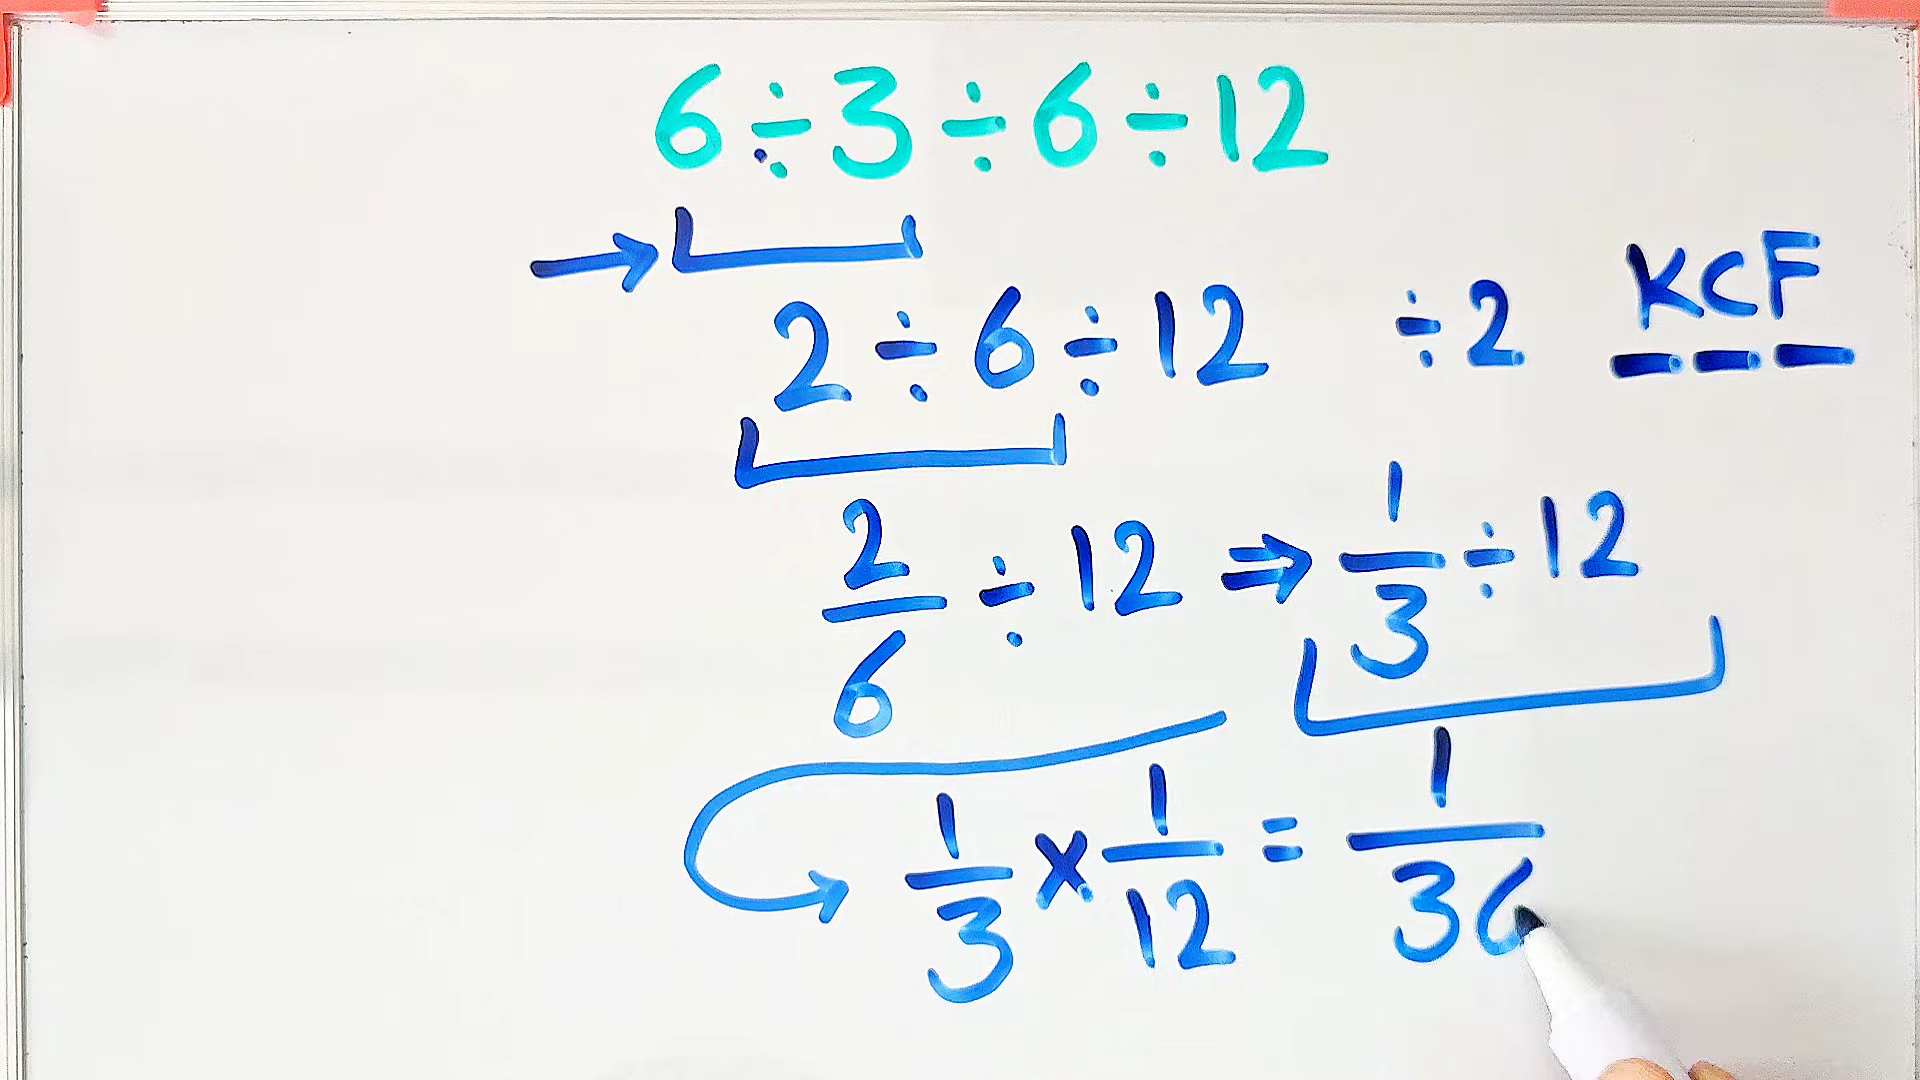 6 ÷ 3 ÷ 6 ÷ 12
2 ÷ 6 ÷ 12
÷ 2
KCF
2/6 ÷ 12 ⇒ 1/3 ÷ 12
1/3 × 1/12 = 1/36